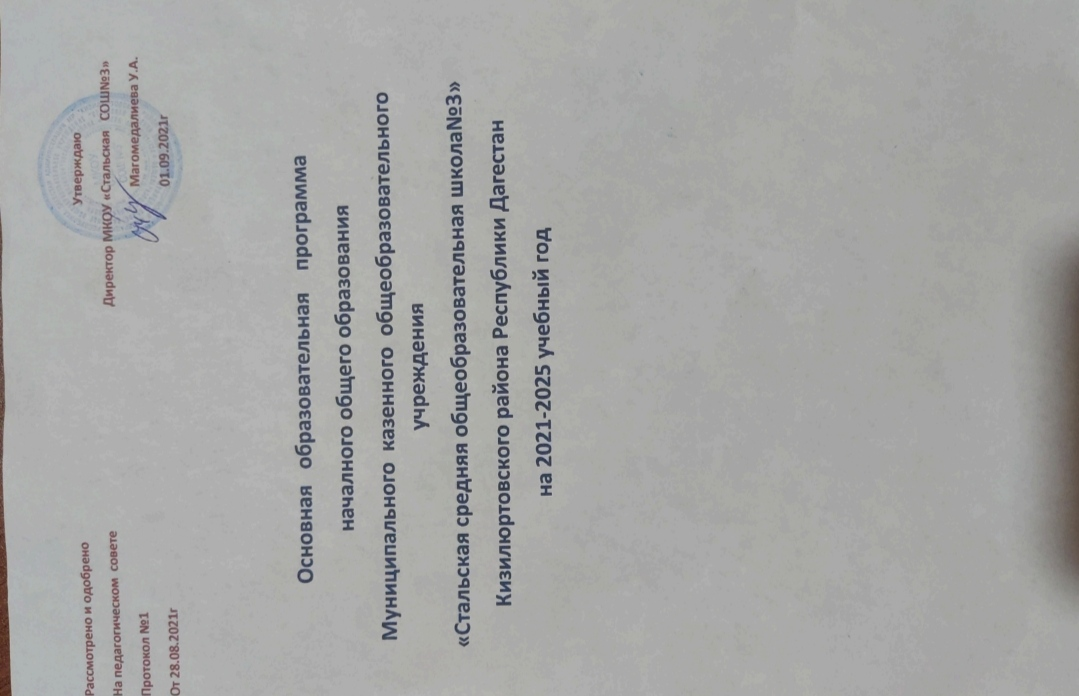 Рассмотрено и одобрено
На педагогическом совете
Протокол №1
От 28.08.2021г
Утверждаю
Директор МКОУ «Стальская СОШ№3»
Магомедалиева У.А.
01.09.2021г
Основная образовательная программа
началного общего образования
Муниципального казенного общеобразовательного
учреждения
«Стальская средняя общеобразовательная школа№3»
Кизилюртовского района Республики Дагестан
на 2021-2025 учебный год